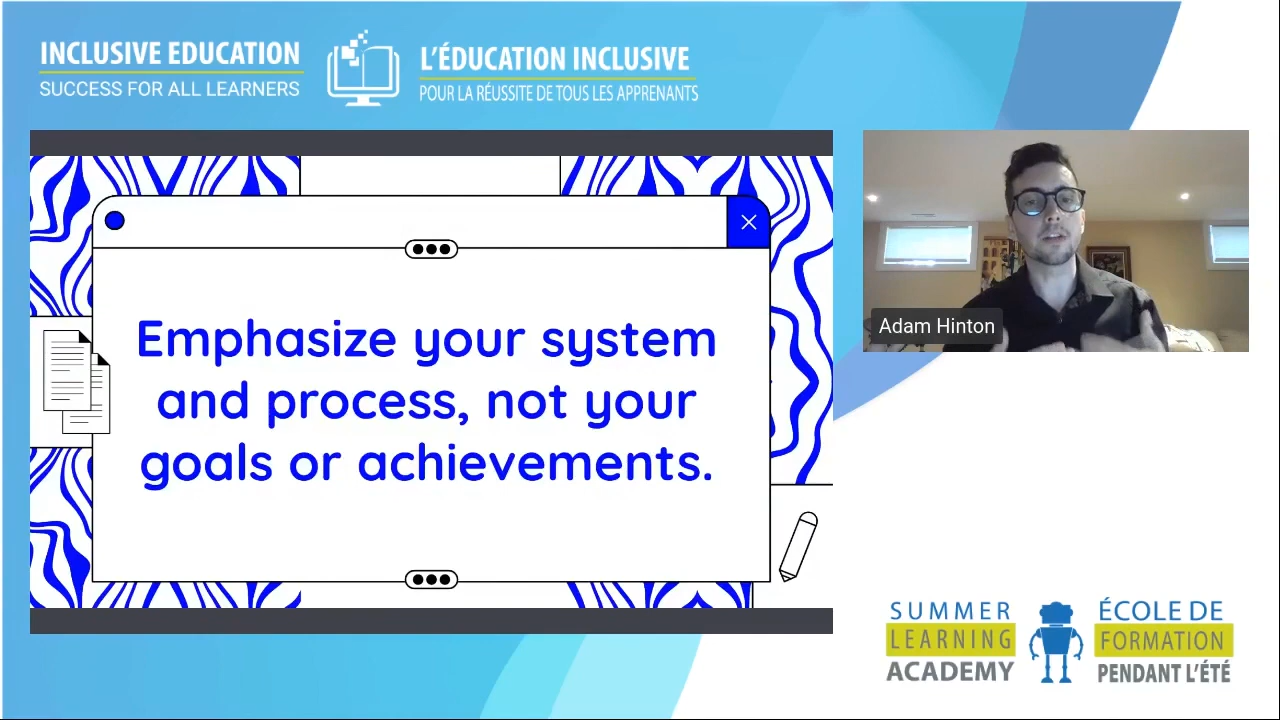 INCLUSIVE EDUCATION
SUCCESS FOR ALL LEARNERS
L'ÉDUCATION INCLUSIVE
POUR LA RÉUSSITE DE TOUS LES APPRENANTS
Emphasize your system
and process, not your
goals or achievements.
Adam Hinton
SUMMER
LEARNING
ACADEMY
ÉCOLE DE
FORMATION
PENDANT L'ÉTÉ